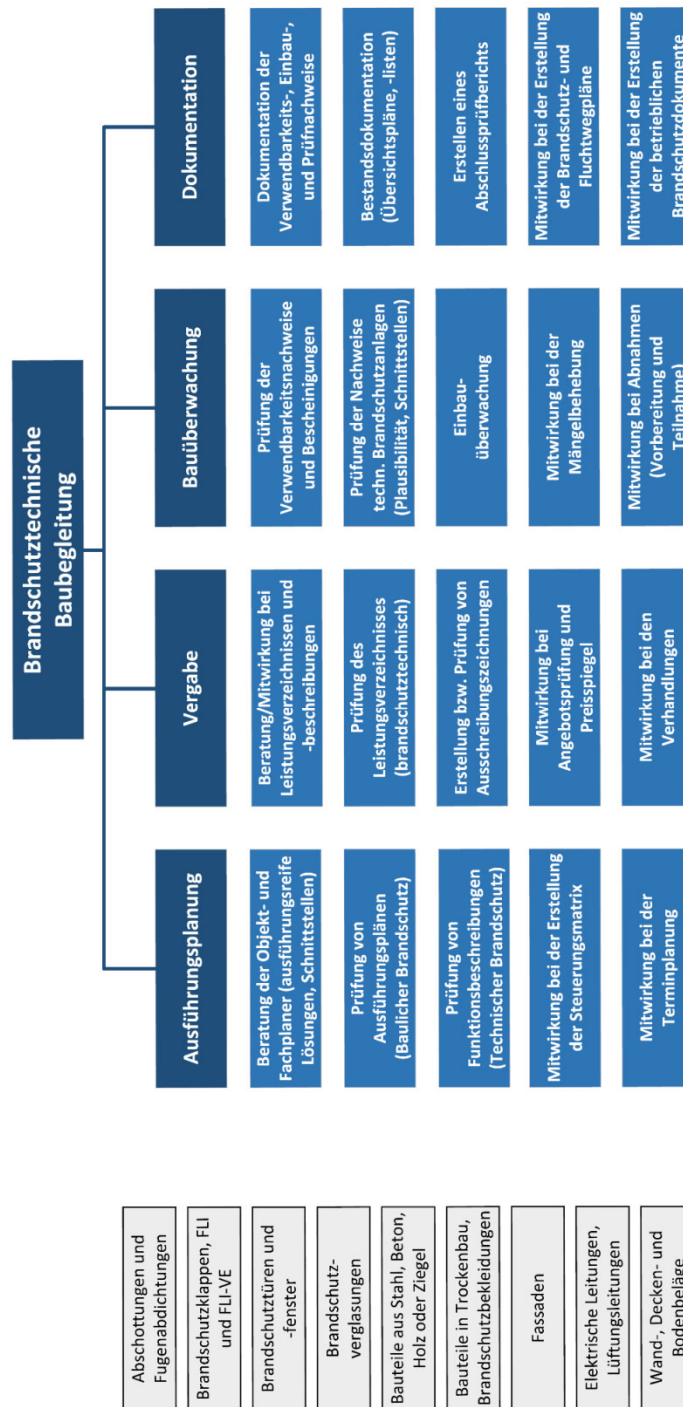 Brandschutztechnische
Baubegleitung
Ausführungsplanung
Beratung der Objekt- und
Fachplaner (ausführungsreife
Lösungen, Schnittstellen)
Prüfung von
Ausführungsplänen
(Baulicher Brandschutz)
Prüfung von
Funktionsbeschreibungen
(Technischer Brandschutz)
Mitwirkung bei der Erstellung
der Steuerungsmatrix
Mitwirkung bei der
Terminplanung
Vergabe
Beratung/Mitwirkung bei
Leistungsverzeichnissen und
-beschreibungen
Prüfung des
Leistungsverzeichnisses
(brandschutztechnisch)
Erstellung bzw. Prüfung von
Ausschreibungszeichnungen
Mitwirkung bei
Angebotsprüfung und
Preisspiegel
Mitwirkung bei den
Verhandlungen
Bauüberwachung
Prüfung der
Verwendbarkeitsnachweise
und Bescheinigungen
Prüfung der Nachweise
techn. Brandschutzanlagen
(Plausibilität, Schnittstellen)
Einbau-
überwachung
Mitwirkung bei der
Mängelbehebung
Mitwirkung bei Abnahmen
(Vorbereitung und
Teilnahme)
Dokumentation
Dokumentation der
Verwendbarkeits-, Einbau-,
und Prüfnachweise
Bestandsdokumentation
(Übersichtspläne, -listen)
Erstellen eines
Abschlussprüfberichts
Mitwirkung bei der Erstellung
der Brandschutz- und
Fluchtwegpläne
Mitwirkung bei der Erstellung
der betrieblichen
Brandschutzdokumente
Abschottungen und
Fugenabdichtungen
Brandschutzklappen, FLI
und FLI-VE
Brandschutztüren und
-fenster
Brandschutz-
verglasungen
Bauteile aus Stahl, Beton,
Holz oder Ziegel
Bauteile in Trockenbau,
Brandschutzbekleidungen
Fassaden
Elektrische Leitungen,
Lüftungsleitungen
Wand-, Decken- und
Bodenbeläge